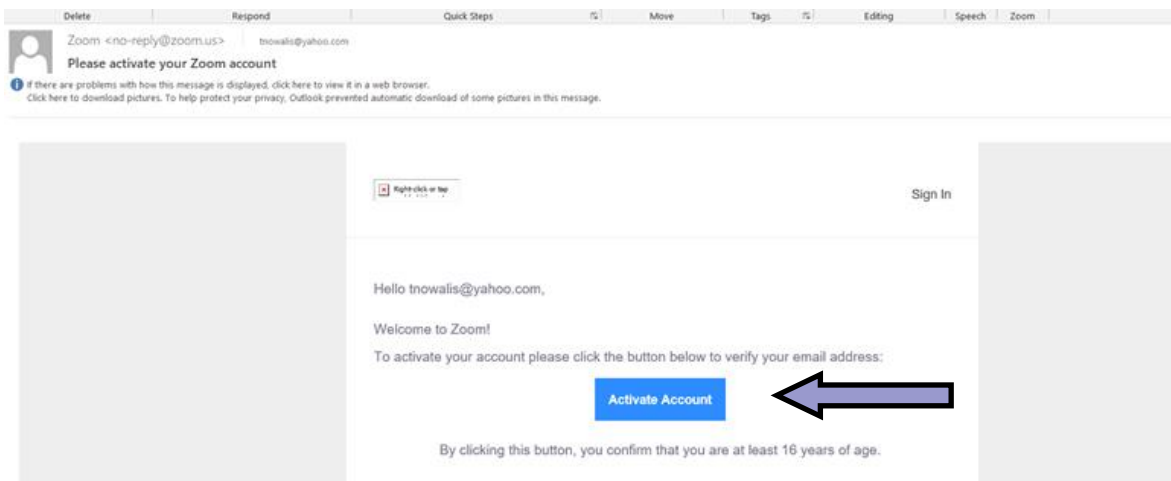 Delete Respond Quick Steps Move Tags Editing Speech Zoom
Zoom <no-reply@zoom.us> tnowalis@yahoo.com
Please activate your Zoom account
If there are problems with how this message is displayed, click here to view it in a web browser.
Click here to download pictures. To help protect your privacy, Outlook prevented automatic download of some pictures in this message.
Right-click or tap
Sign In
Hello tnowalis@yahoo.com,
Welcome to Zoom!
To activate your account please click the button below to verify your email address:
Activate Account
By clicking this button, you confirm that you are at least 16 years of age.